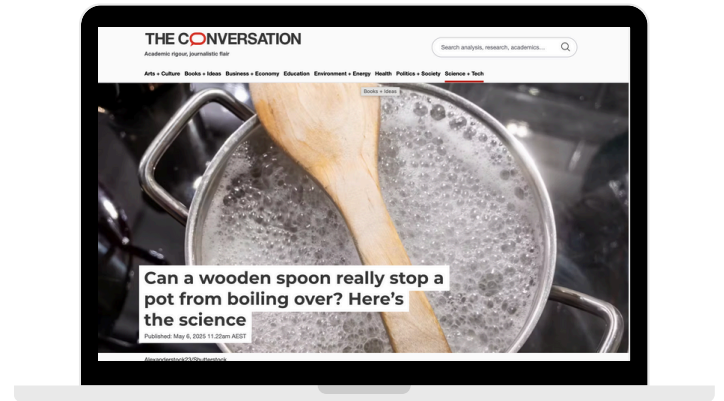 THE CONVERSATION
Academic rigour, journalistic flair
Search analysis, research, academics...
Arts + Culture Books + Ideas Business + Economy Education Environment + Energy Health Politics + Society Science + Tech
Books + Ideas
Can a wooden spoon really stop a
pot from boiling over? Here's
the science
Published: May 6, 2025 11.22am AEST
Alexanderstock23/Shutterstock